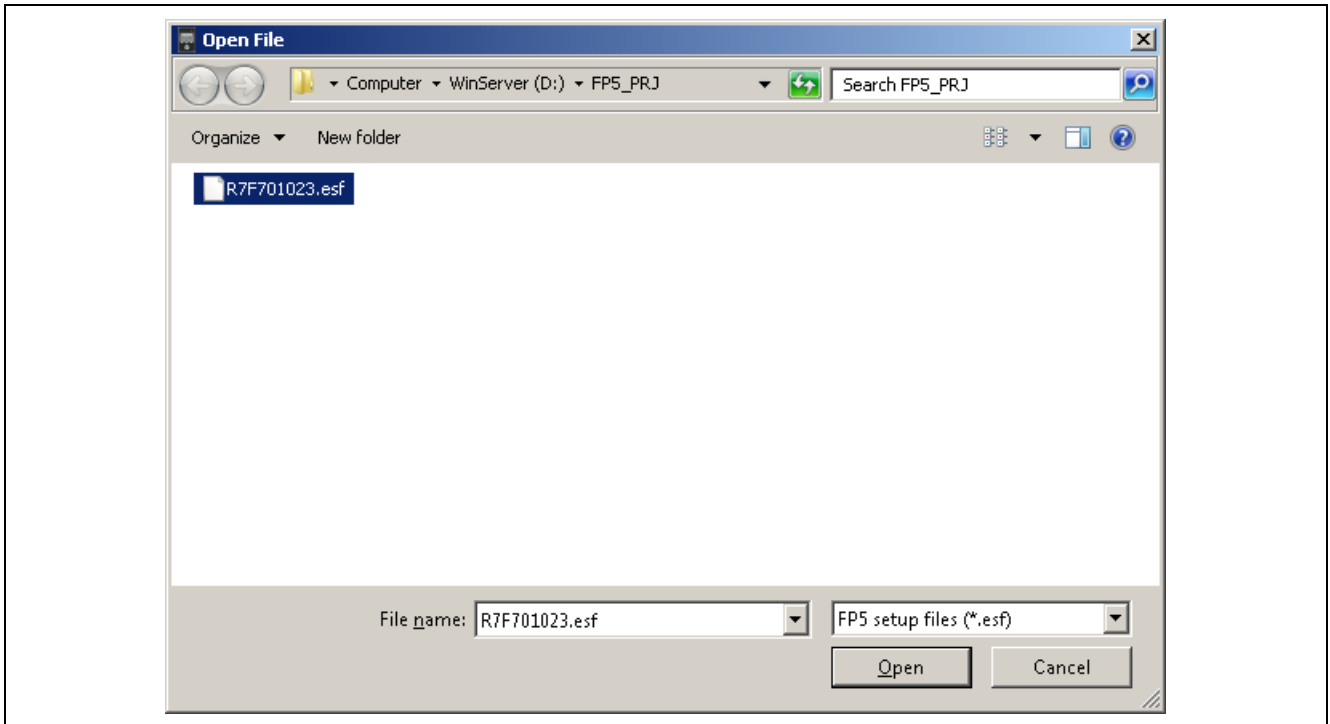 Open File
Computer WinServer (D:) FP5_PRJ Search FP5_PRJ
Organize New folder
R7F701023.esf
File name: R7F701023.esf FP5 setup files (*.esf)
Open Cancel